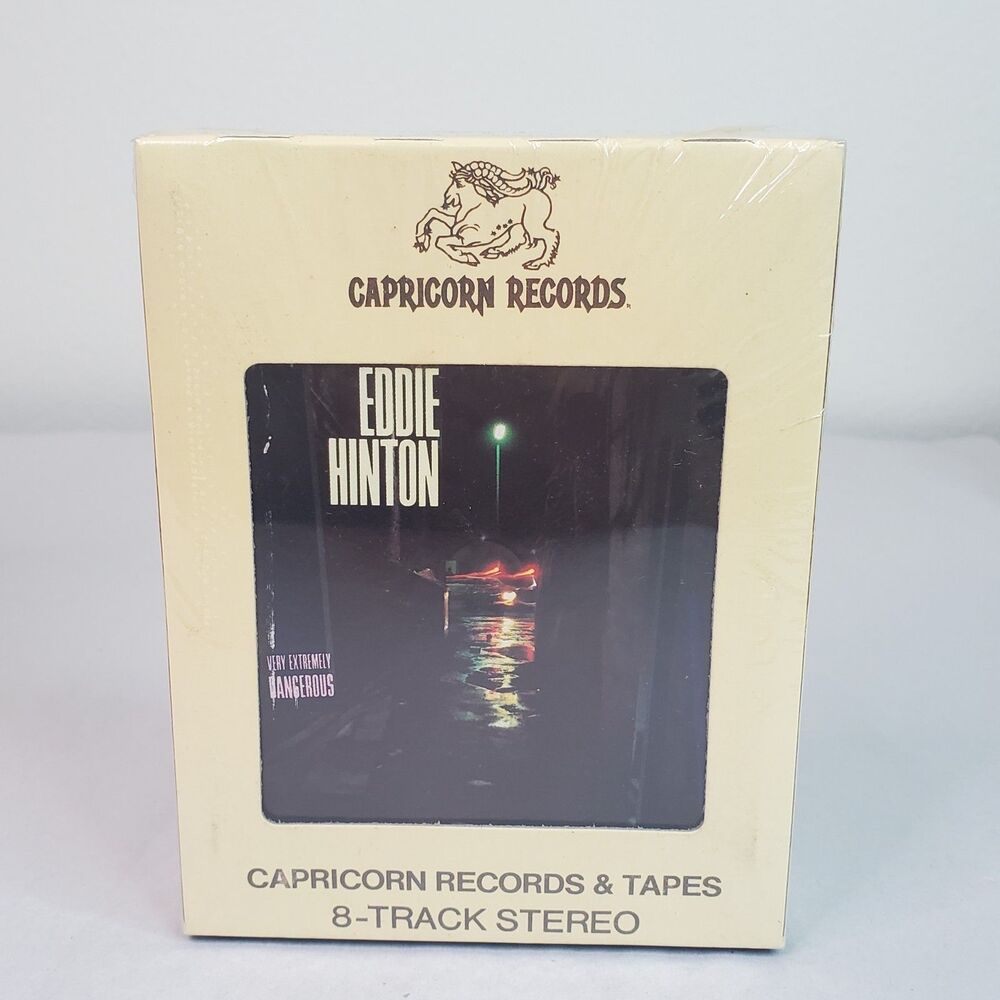 CAPRICORN RECORDS
EDDIE
HINTON
VERY EXTREMELY
DANGEROUS
CAPRICORN RECORDS & TAPES
8-TRACK STEREO